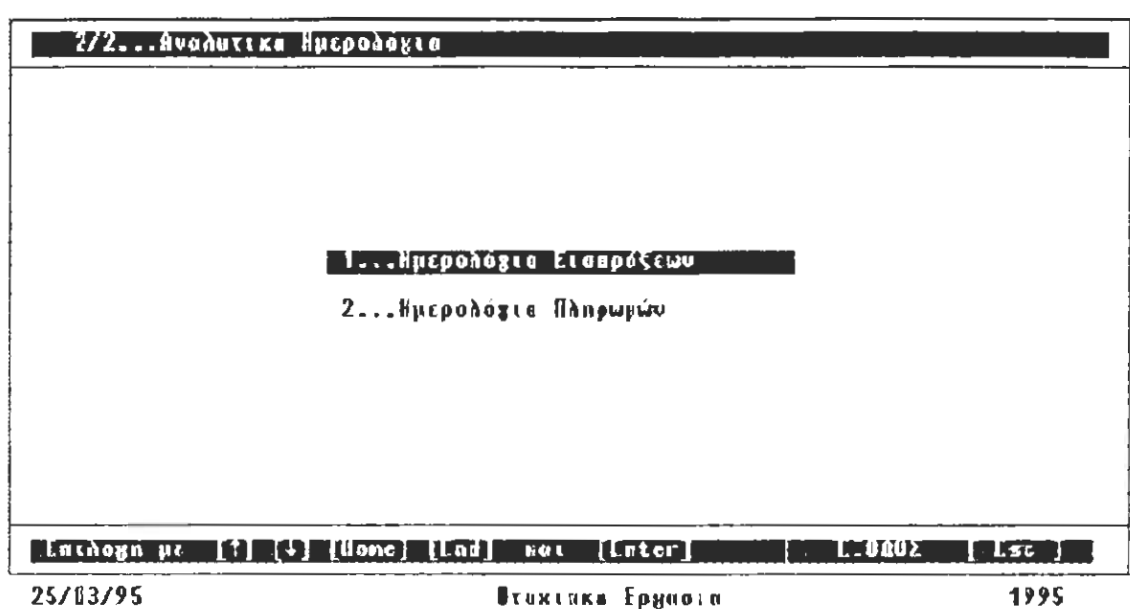 2/2...Αναλυτικα Ημερολόγια
1...Ημερολόγια Εισπράξεων
2...Ημερολόγια Πληρωμών
Επιλογη με [↑] [↓] [Home] [End] και [Enter] Ε-ΟΔΟΣ [ Esc ]
25/03/95 Πτυχιακη Εργασια 1995